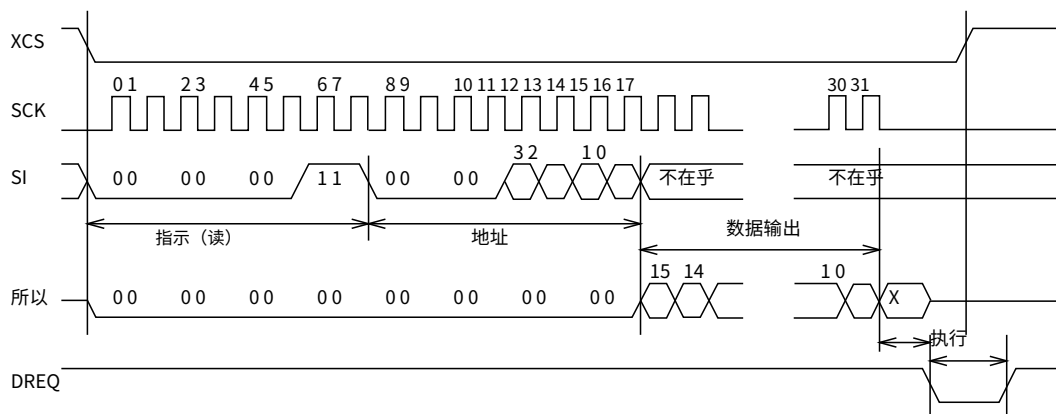 XCS
0 1 2 3 4 5 6 7 8 9 10 11 12 13 14 15 16 17 30 31
SCK
3 2 1 0
SI 0 0 0 0 0 0 1 1 0 0 0 0 不在乎 不在乎
指示（读） 地址 数据输出
15 14 1 0
所以 0 0 0 0 0 0 0 0 0 0 0 0 0 0 0 0 X
执行
DREQ